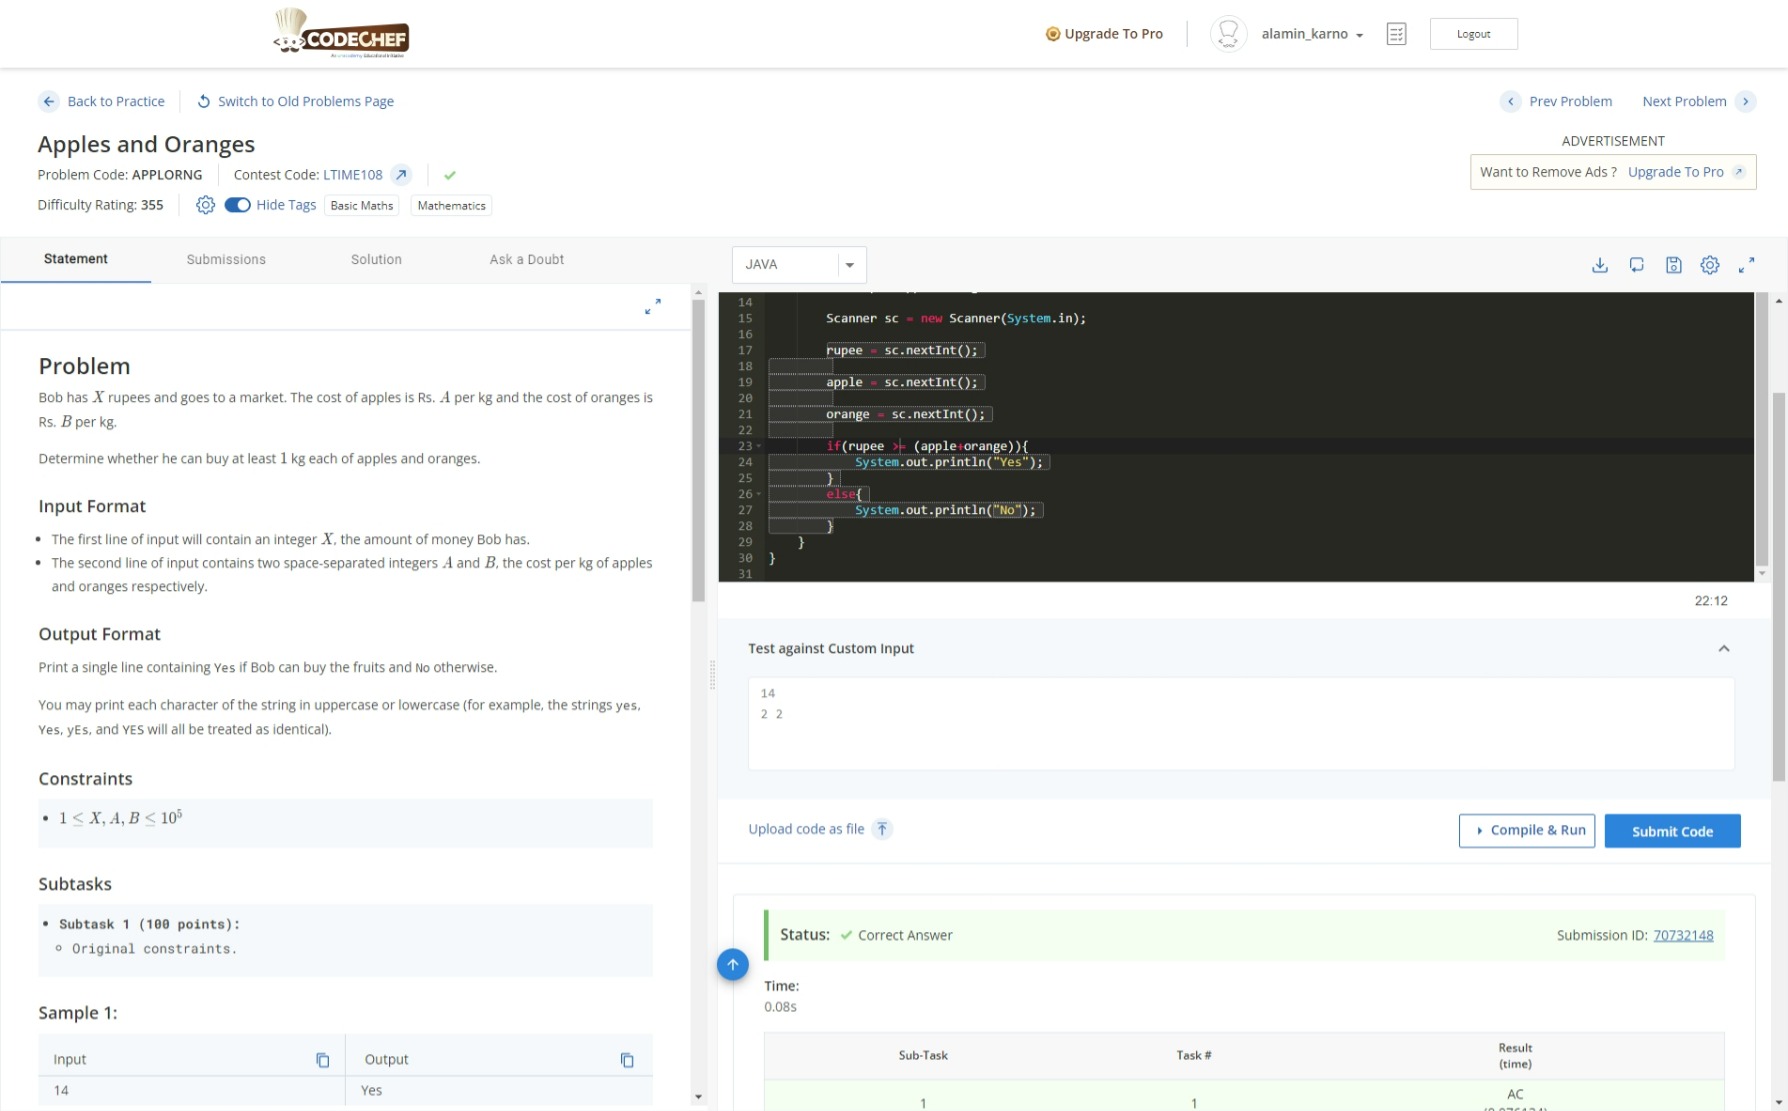 CODECHEF
Upgrade To Pro
alamin_karno
Logout
Back to Practice
Switch to Old Problems Page
Prev Problem
Next Problem
Apples and Oranges
ADVERTISEMENT
Problem Code: APPLORNG
Contest Code: LTIME108
Want to Remove Ads ? Upgrade To Pro
Difficulty Rating: 355
Hide Tags
Basic Maths
Mathematics
Statement
Submissions
Solution
Ask a Doubt
Problem
Bob has X rupees and goes to a market. The cost of apples is Rs. A per kg and the cost of oranges is
Rs. B per kg.
Determine whether he can buy at least 1 kg each of apples and oranges.
Input Format
• The first line of input will contain an integer X, the amount of money Bob has.
• The second line of input contains two space-separated integers A and B, the cost per kg of apples
and oranges respectively.
Output Format
Print a single line containing Yes if Bob can buy the fruits and No otherwise.
You may print each character of the string in uppercase or lowercase (for example, the strings yes,
Yes, yEs, and YES will all be treated as identical).
Constraints
• 1 ≤ X, A, B ≤ 10⁵
Subtasks
• Subtask 1 (100 points):
◦ Original constraints.
Sample 1:
Input
Output
14
Yes
JAVA
14
15 Scanner sc = new Scanner(System.in);
16
17 rupee = sc.nextInt();
18
19 apple = sc.nextInt();
20
21 orange = sc.nextInt();
22
23 if(rupee >= (apple+orange)){
24 System.out.println("Yes");
25 }
26 else{
27 System.out.println("No");
28 }
29 }
30 }
31
22:12
Test against Custom Input
14
2 2
Upload code as file
Compile & Run
Submit Code
Status: Correct Answer
Submission ID: 70732148
Time:
0.08s
Sub-Task
Task #
Result
(time)
1
1
AC